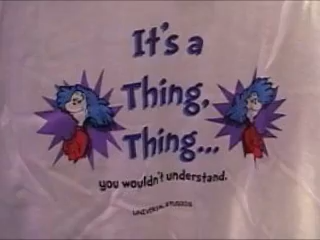 It's a
Thing,
Thing...
you wouldn't understand.
UNIVERSAL STUDIOS